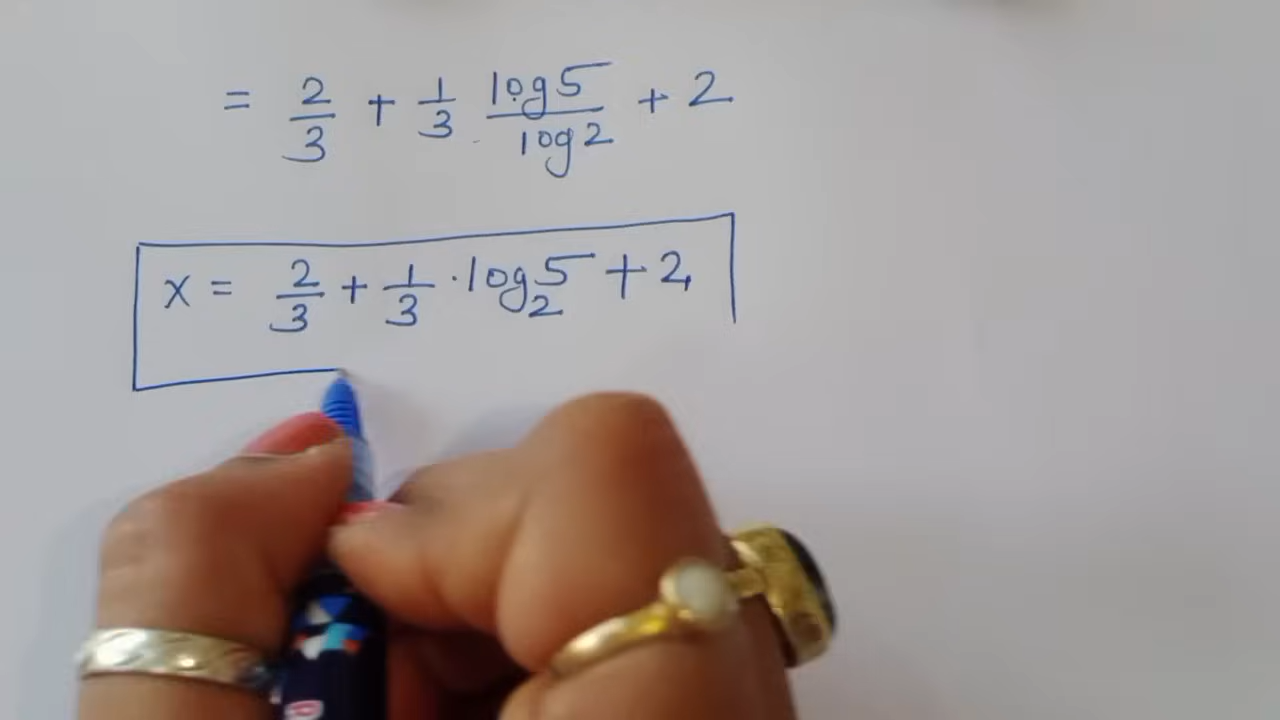 = 2/3 + 1/3 log5/log2 + 2
x = 2/3 + 1/3 · log₂5 + 2